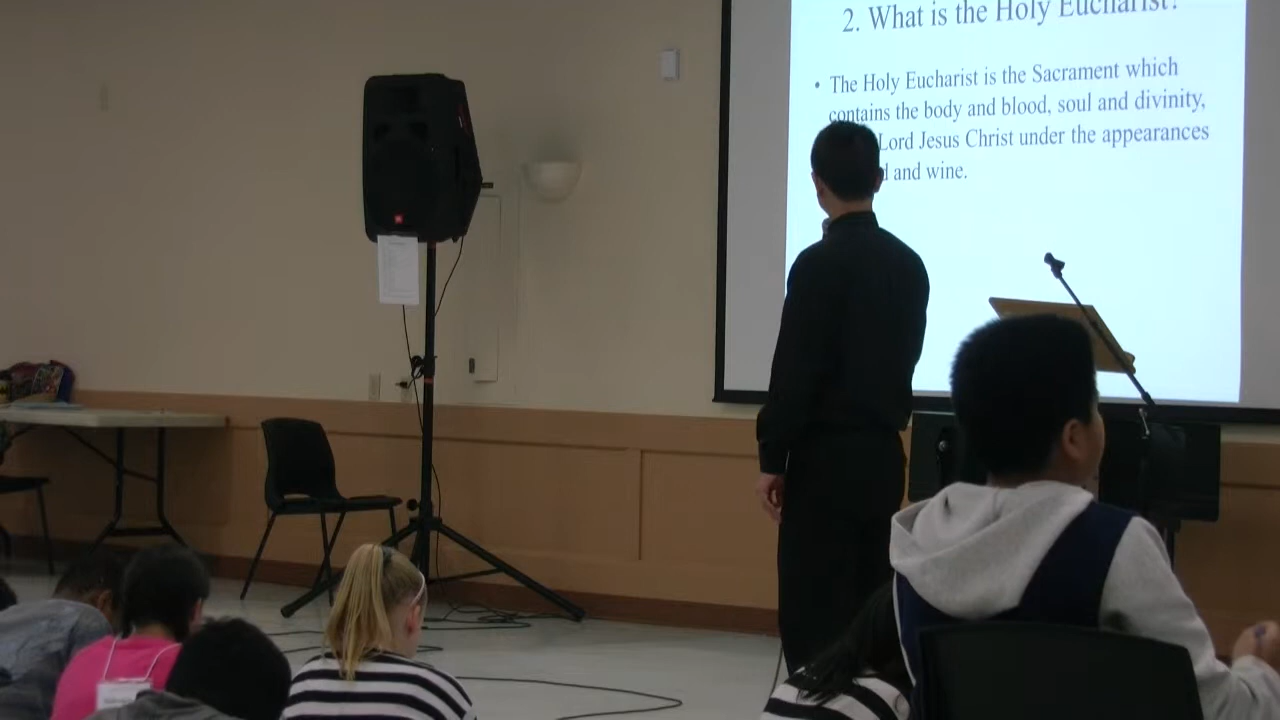 2. What is the Holy Eucharist?
• The Holy Eucharist is the Sacrament which
contains the body and blood, soul and divinity,
Lord Jesus Christ under the appearances
and wine.